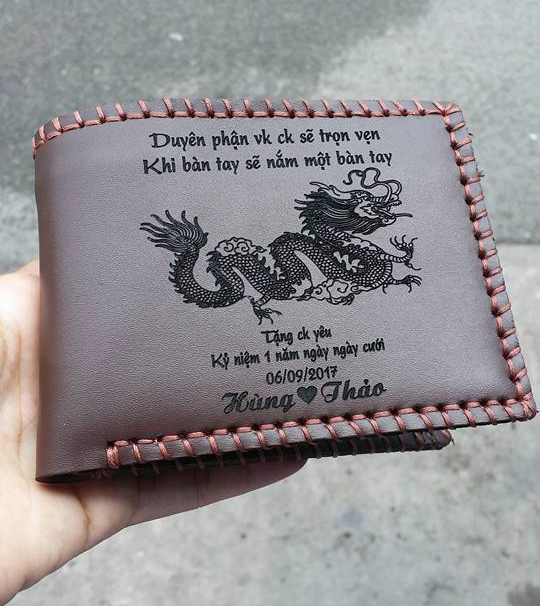 Duyên phận vk ck sẽ trọn vẹn
Khi bàn tay sẽ nắm một bàn tay
Tặng ck yêu
Kỷ niệm 1 năm ngày ngày cưới
06/09/2017
Hùng♥Thảo